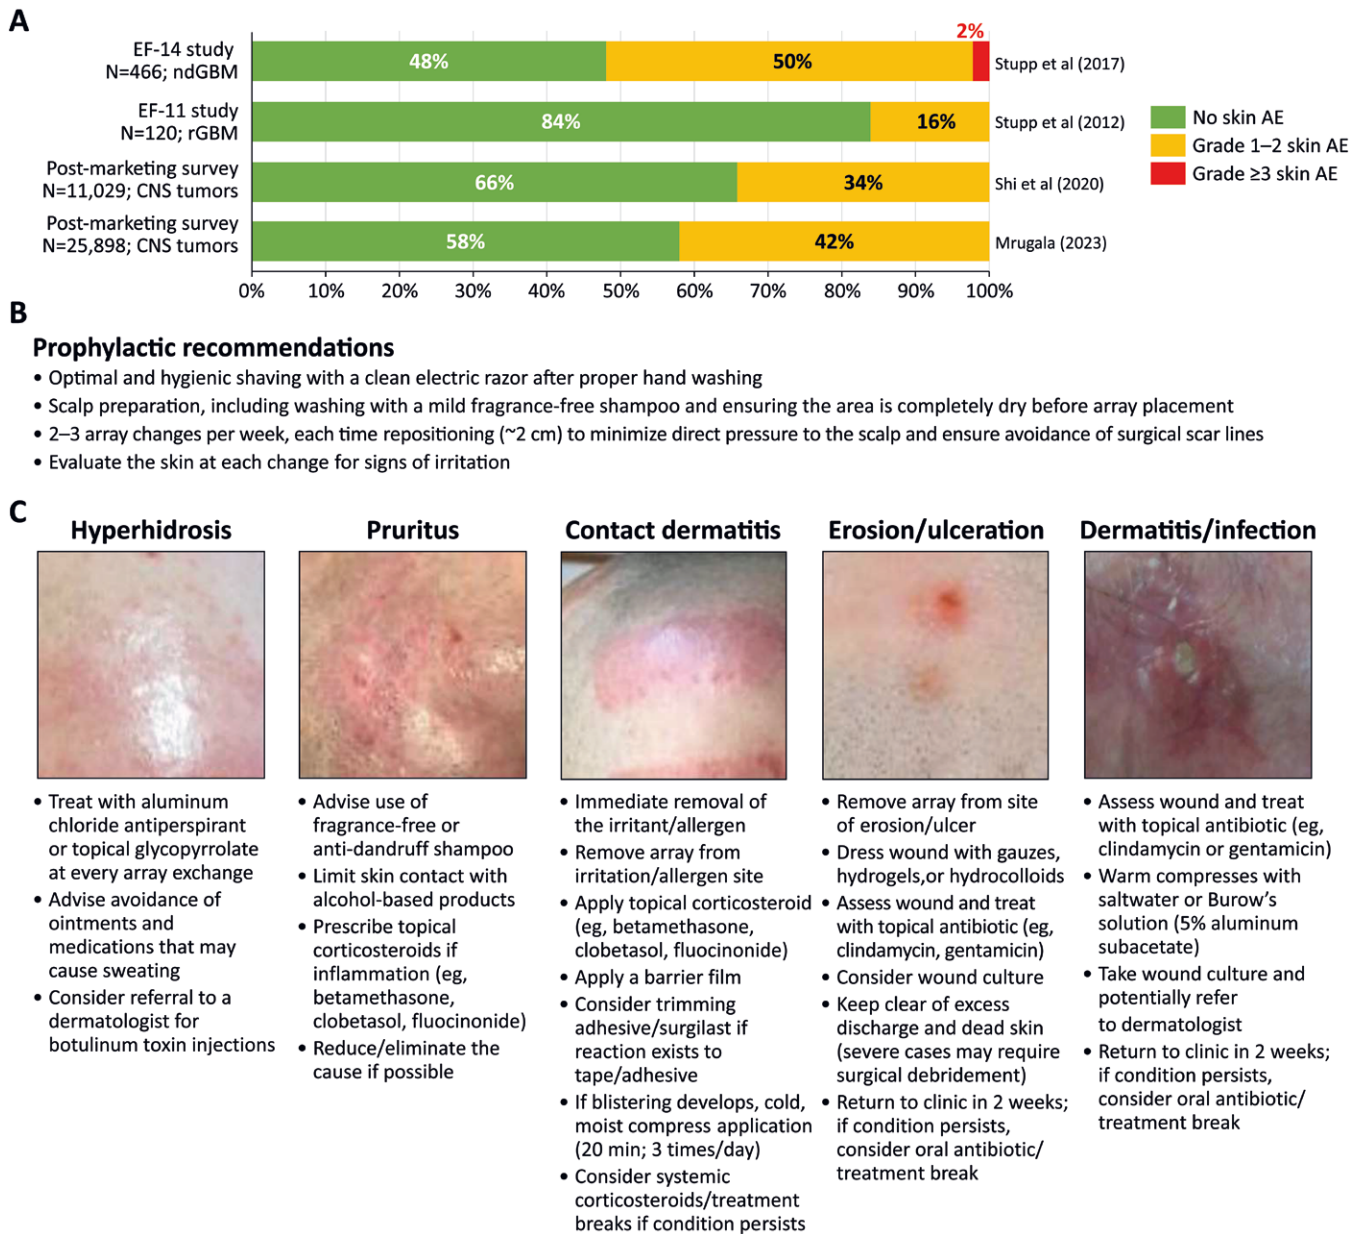 A
EF-14 study
N=466; ndGBM
48%
50%
2%
Stupp et al (2017)
EF-11 study
N=120; rGBM
84%
16%
Stupp et al (2012)
Post-marketing survey
N=11,029; CNS tumors
66%
34%
Shi et al (2020)
Post-marketing survey
N=25,898; CNS tumors
58%
42%
Mrugala (2023)
0% 10% 20% 30% 40% 50% 60% 70% 80% 90% 100%
No skin AE
Grade 1–2 skin AE
Grade ≥3 skin AE
B
Prophylactic recommendations
• Optimal and hygienic shaving with a clean electric razor after proper hand washing
• Scalp preparation, including washing with a mild fragrance-free shampoo and ensuring the area is completely dry before array placement
• 2–3 array changes per week, each time repositioning (~2 cm) to minimize direct pressure to the scalp and ensure avoidance of surgical scar lines
• Evaluate the skin at each change for signs of irritation
C
Hyperhidrosis
• Treat with aluminum
chloride antiperspirant
or topical glycopyrrolate
at every array exchange
• Advise avoidance of
ointments and
medications that may
cause sweating
• Consider referral to a
dermatologist for
botulinum toxin injections
Pruritus
• Advise use of
fragrance-free or
anti-dandruff shampoo
• Limit skin contact with
alcohol-based products
• Prescribe topical
corticosteroids if
inflammation (eg,
betamethasone,
clobetasol, fluocinonide)
• Reduce/eliminate the
cause if possible
Contact dermatitis
• Immediate removal of
the irritant/allergen
• Remove array from
irritation/allergen site
• Apply topical corticosteroid
(eg, betamethasone,
clobetasol, fluocinonide)
• Apply a barrier film
• Consider trimming
adhesive/surgilast if
reaction exists to
tape/adhesive
• If blistering develops, cold,
moist compress application
(20 min; 3 times/day)
• Consider systemic
corticosteroids/treatment
breaks if condition persists
Erosion/ulceration
• Remove array from site
of erosion/ulcer
• Dress wound with gauzes,
hydrogels,or hydrocolloids
• Assess wound and treat
with topical antibiotic (eg,
clindamycin, gentamicin)
• Consider wound culture
• Keep clear of excess
discharge and dead skin
(severe cases may require
surgical debridement)
• Return to clinic in 2 weeks;
if condition persists,
consider oral antibiotic/
treatment break
Dermatitis/infection
• Assess wound and treat
with topical antibiotic (eg,
clindamycin or gentamicin)
• Warm compresses with
saltwater or Burow's
solution (5% aluminum
subacetate)
• Take wound culture and
potentially refer
to dermatologist
• Return to clinic in 2 weeks;
if condition persists,
consider oral antibiotic/
treatment break